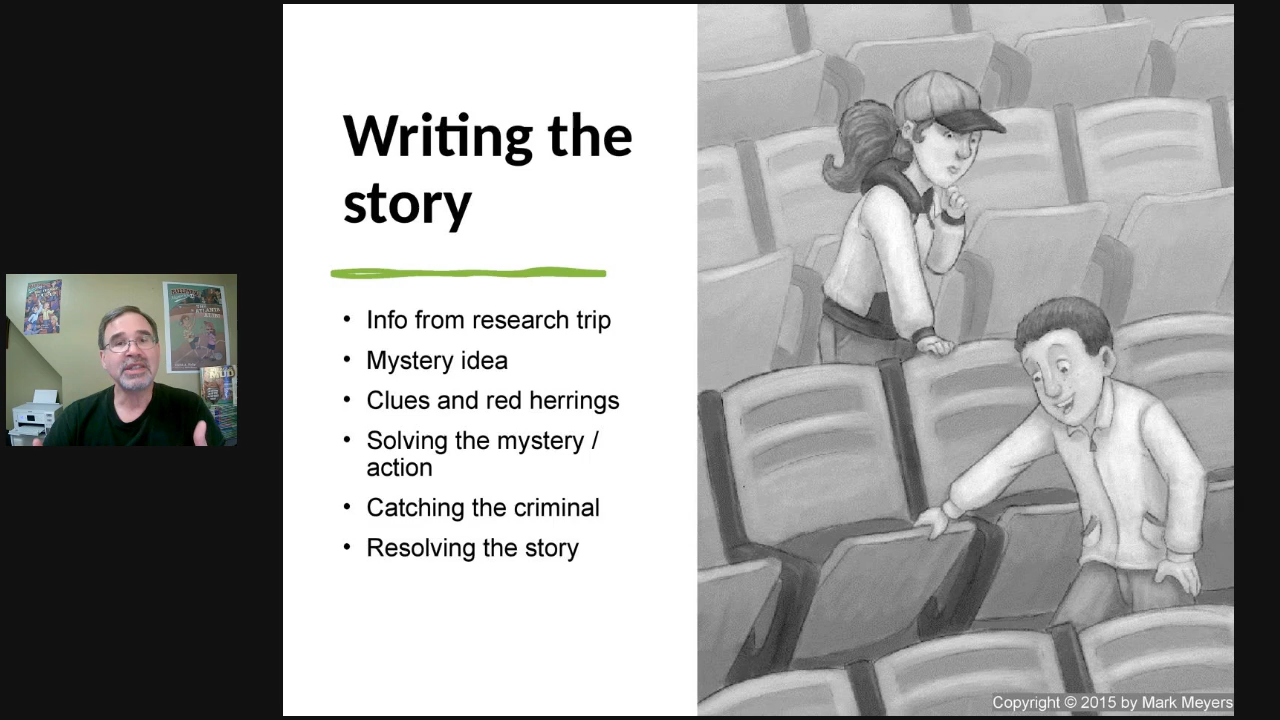 Writing the
story
• Info from research trip
• Mystery idea
• Clues and red herrings
• Solving the mystery /
action
• Catching the criminal
• Resolving the story
Copyright © 2015 by Mark Meyers